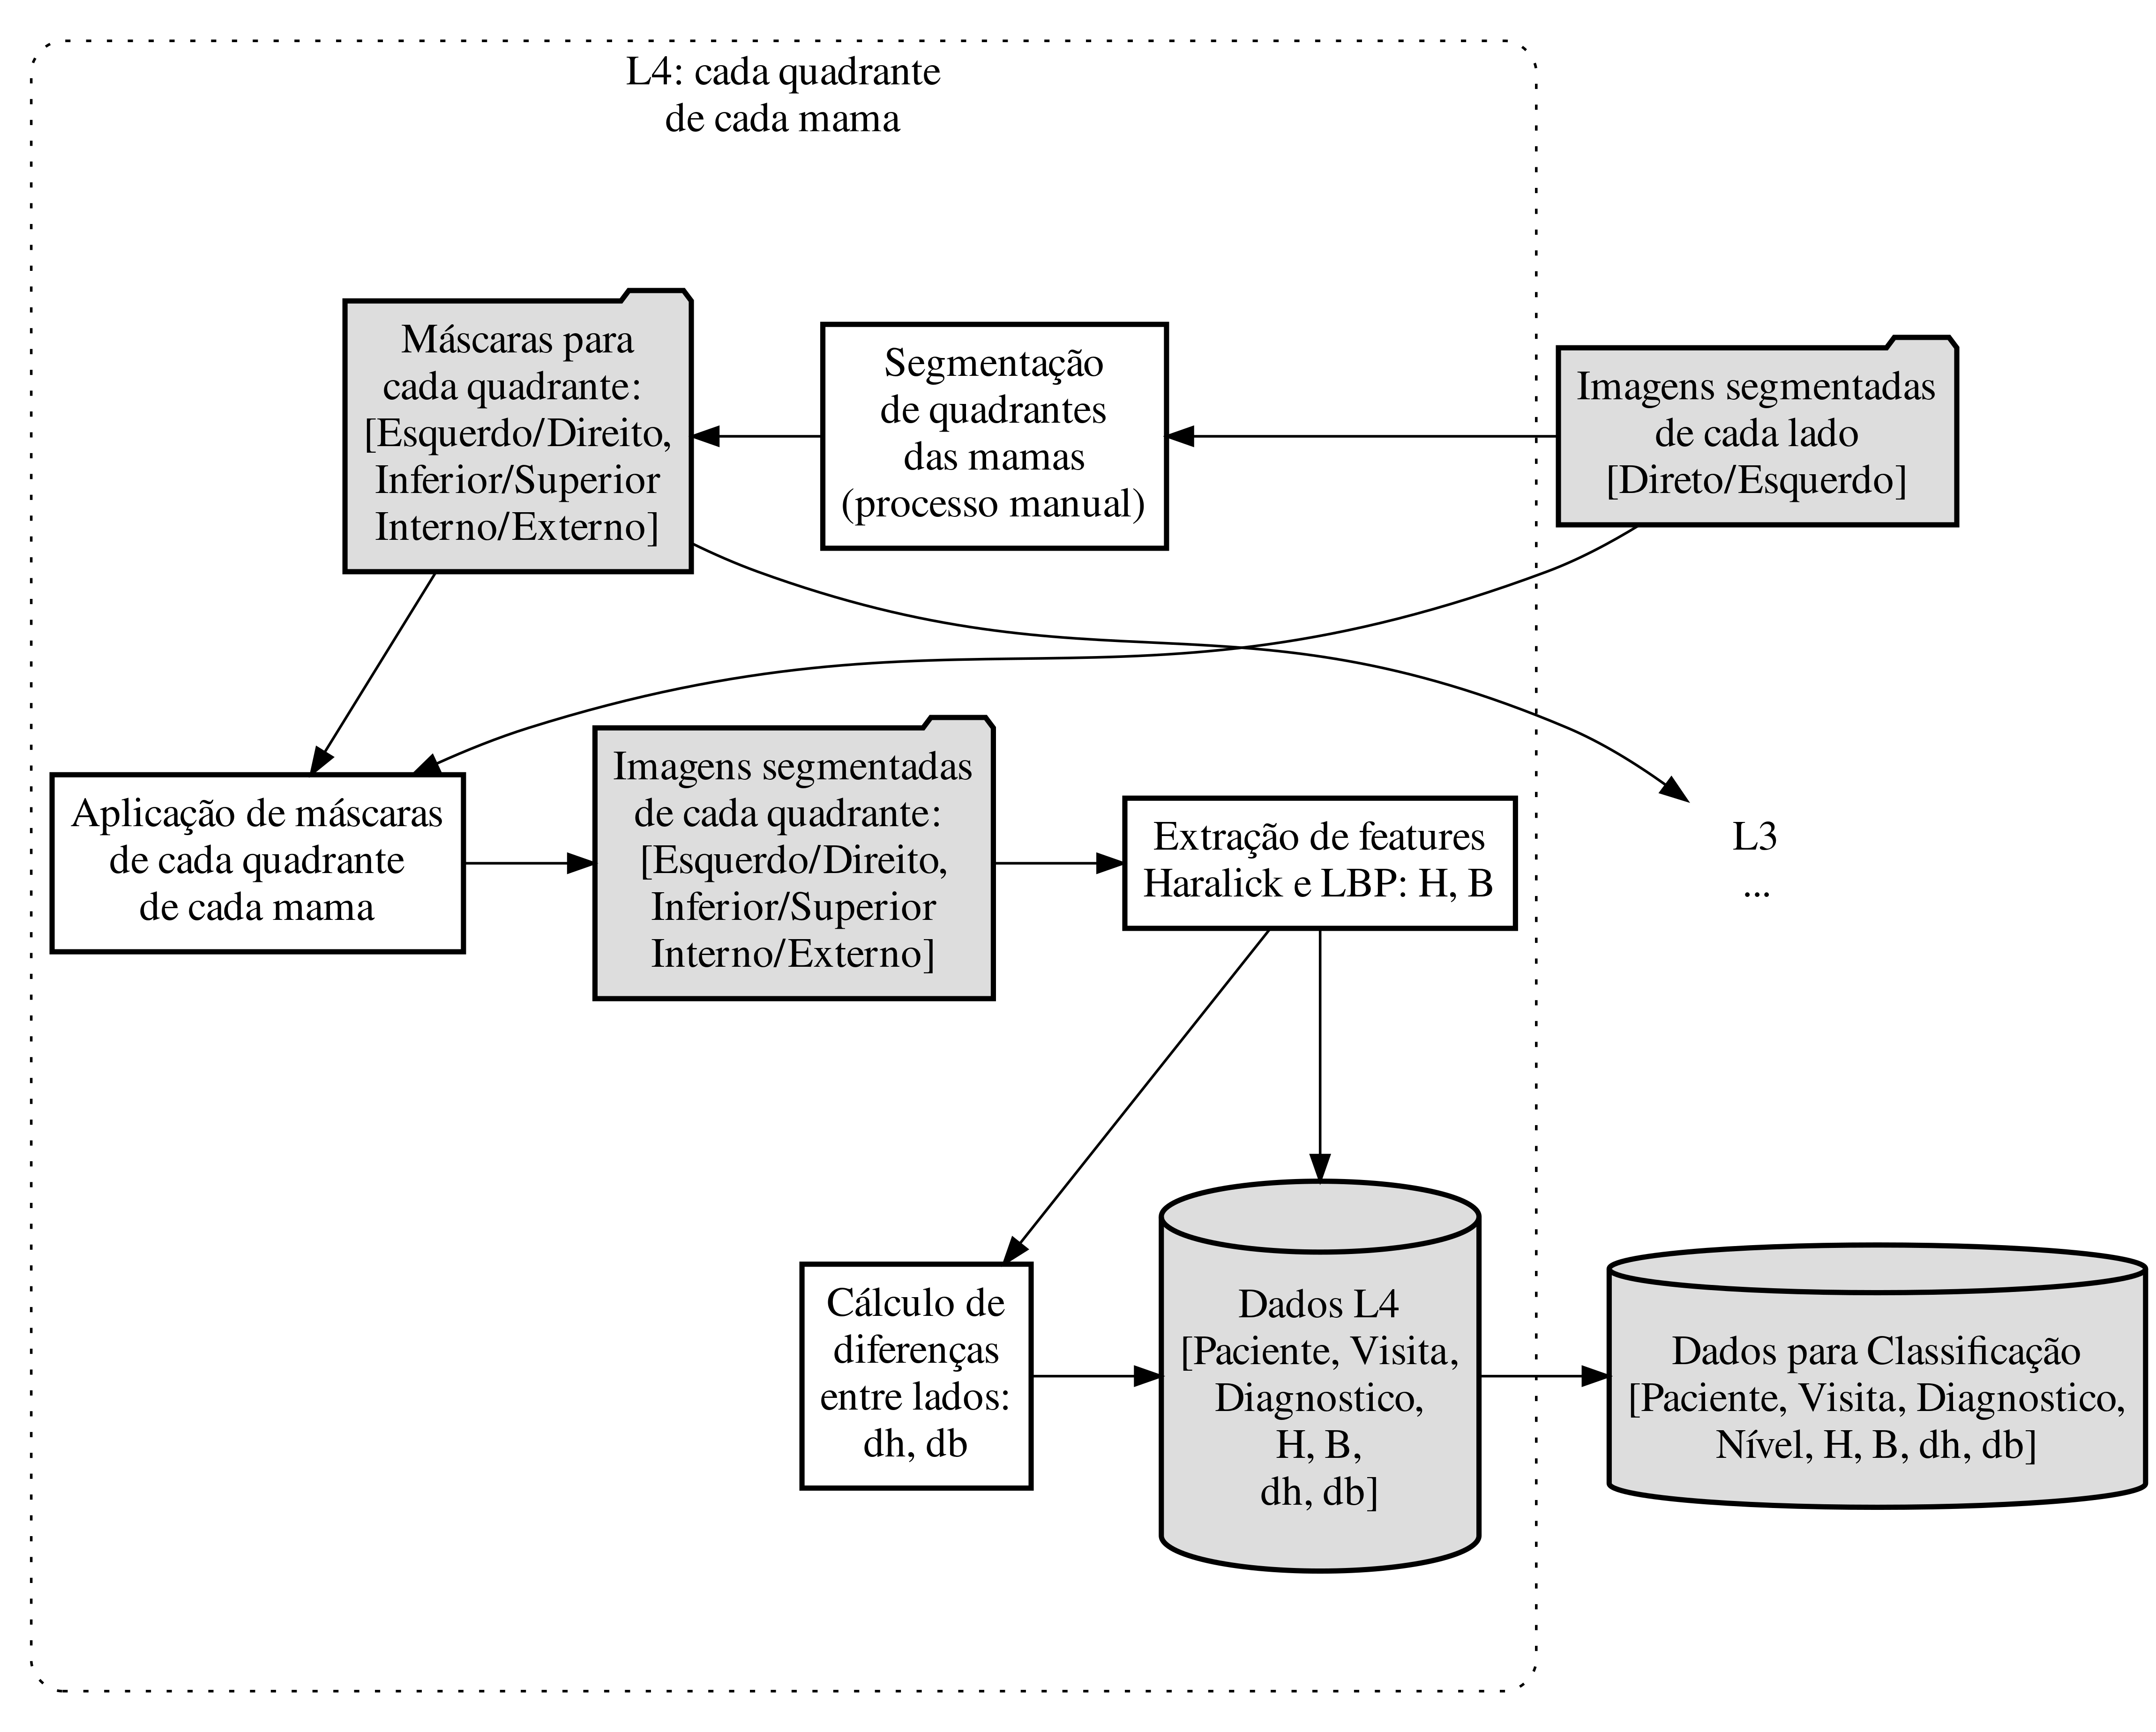 L4: cada quadrante
de cada mama
Máscaras para
cada quadrante:
[Esquerdo/Direito,
Inferior/Superior
Interno/Externo]
Segmentação
de quadrantes
das mamas
(processo manual)
Imagens segmentadas
de cada lado
[Direto/Esquerdo]
Aplicação de máscaras
de cada quadrante
de cada mama
Imagens segmentadas
de cada quadrante:
[Esquerdo/Direito,
Inferior/Superior
Interno/Externo]
Extração de features
Haralick e LBP: H, B
L3
...
Cálculo de
diferenças
entre lados:
dh, db
Dados L4
[Paciente, Visita,
Diagnostico,
H, B,
dh, db]
Dados para Classificação
[Paciente, Visita, Diagnostico,
Nível, H, B, dh, db]